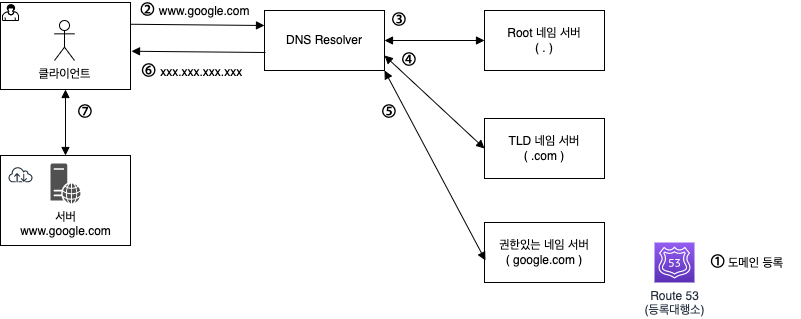 ② www.google.com
클라이언트
DNS Resolver
③
Root 네임 서버
( . )
④
⑥ xxx.xxx.xxx.xxx
⑤
⑦
TLD 네임 서버
( .com )
서버
www.google.com
권한있는 네임 서버
( google.com )
53
① 도메인 등록
Route 53
(등록대행소)